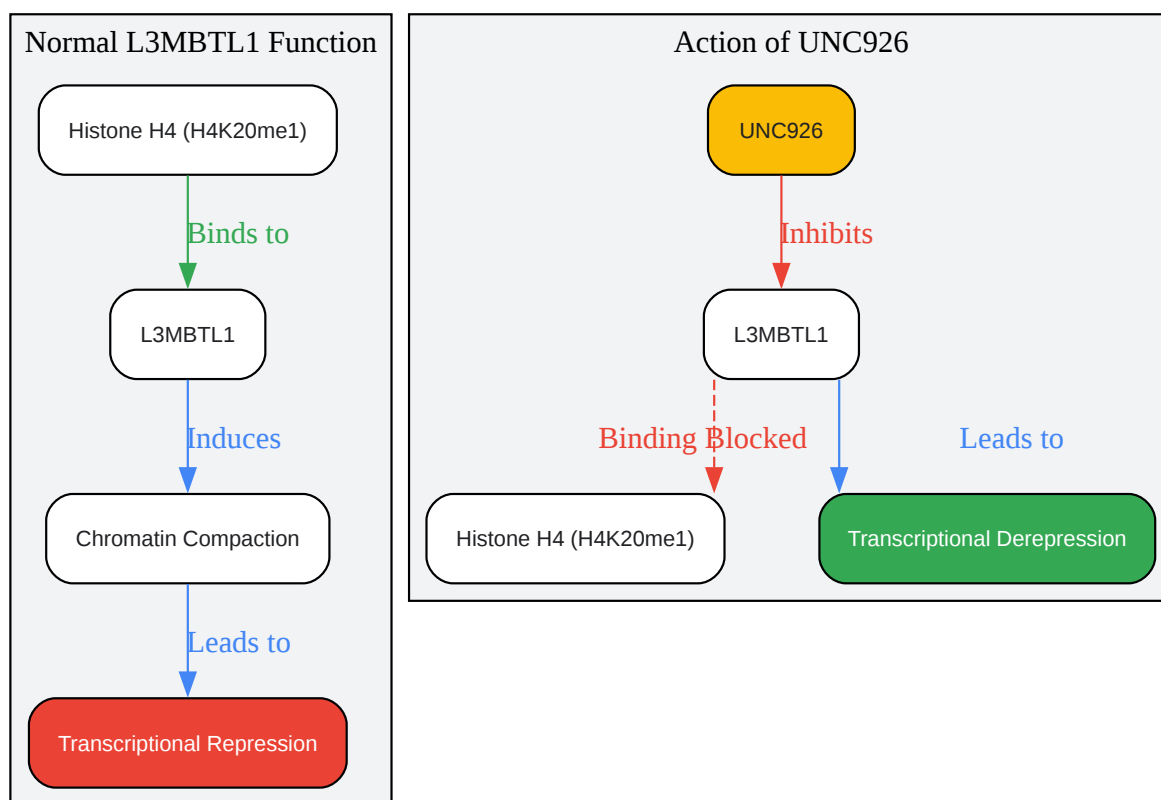 Normal L3MBTL1 Function
Histone H4 (H4K20me1)
Binds to
L3MBTL1
Induces
Chromatin Compaction
Leads to
Transcriptional Repression
Action of UNC926
UNC926
Inhibits
L3MBTL1
Binding Blocked
Leads to
Histone H4 (H4K20me1)
Transcriptional Derepression